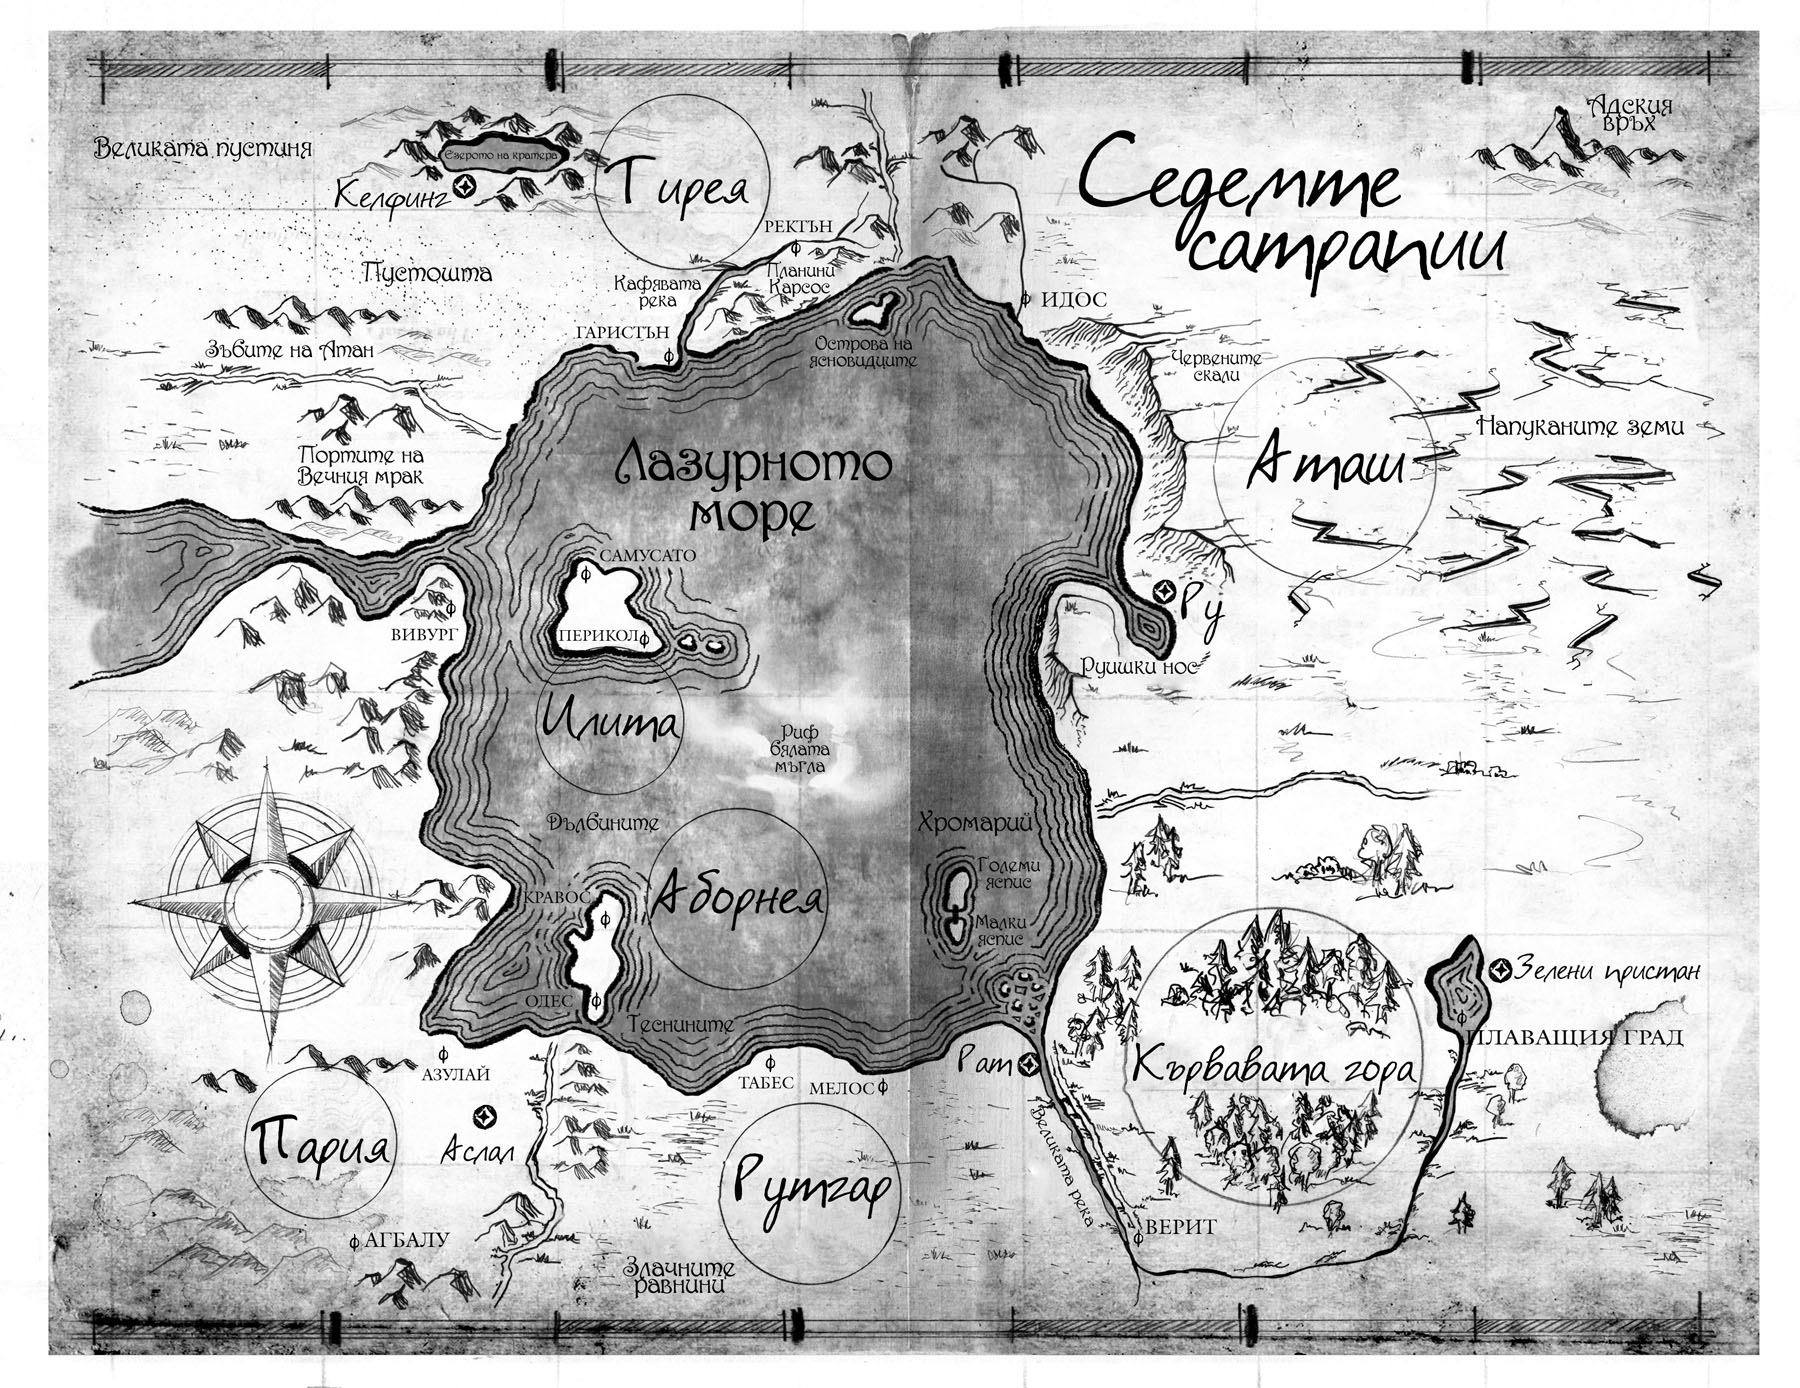 Великата пустиня
Езерото на кратера
Келфинг
Тирея
Седемте
сатрапии
Адския
връх
РЕКТЪН
Пустошта
Кафявата
река
Планини
Карсос
ИДОС
ГАРИСТЪН
Зъбите на Атан
Острова на
ясновидците
Червените
скали
Напуканите земи
Портите на
Вечния мрак
Лазурното
море
Аташ
САМУСАТО
ВИВУРГ
ПЕРИКОЛ
Ру
Руишки нос
Илита
Риф
бялата
мъгла
Дълбините
Хромарий
Големи
яспис
КРАВОС
Аборнея
Малки
яспис
ОДЕС
Теснините
Зелени пристан
ПЛАВАЩИЯ ГРАД
АЗУЛАЙ
ТАБЕС
МЕЛОС
Рат
Кървавата гора
Пария
Аслал
Рутгар
Великата река
ВЕРИТ
АГБАЛУ
Злачните
равнини